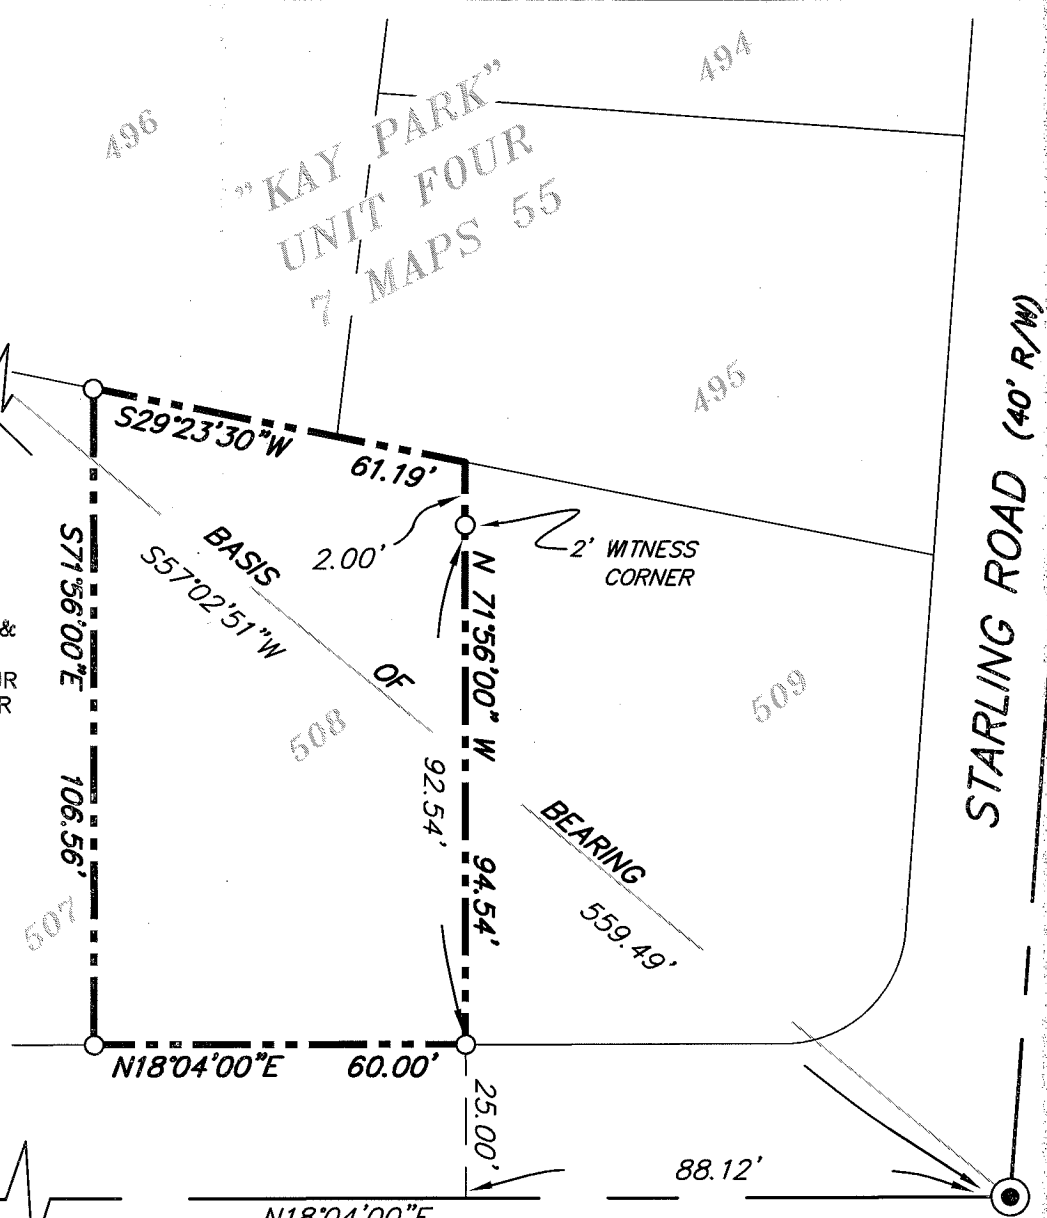 494
496
"KAY PARK"
UNIT FOUR
7 MAPS 55
495
STARLING ROAD (40' R/W)
S29°23'30"W
61.19'
2.00'
2' WITNESS
CORNER
BASIS OF BEARING
S57°02'51"W
559.49'
S71°56'00"E
106.56'
N 71°56'00" W
94.54'
92.54'
&
R
508
509
507
N18°04'00"E
60.00'
25.00'
88.12'
N18°04'00"E